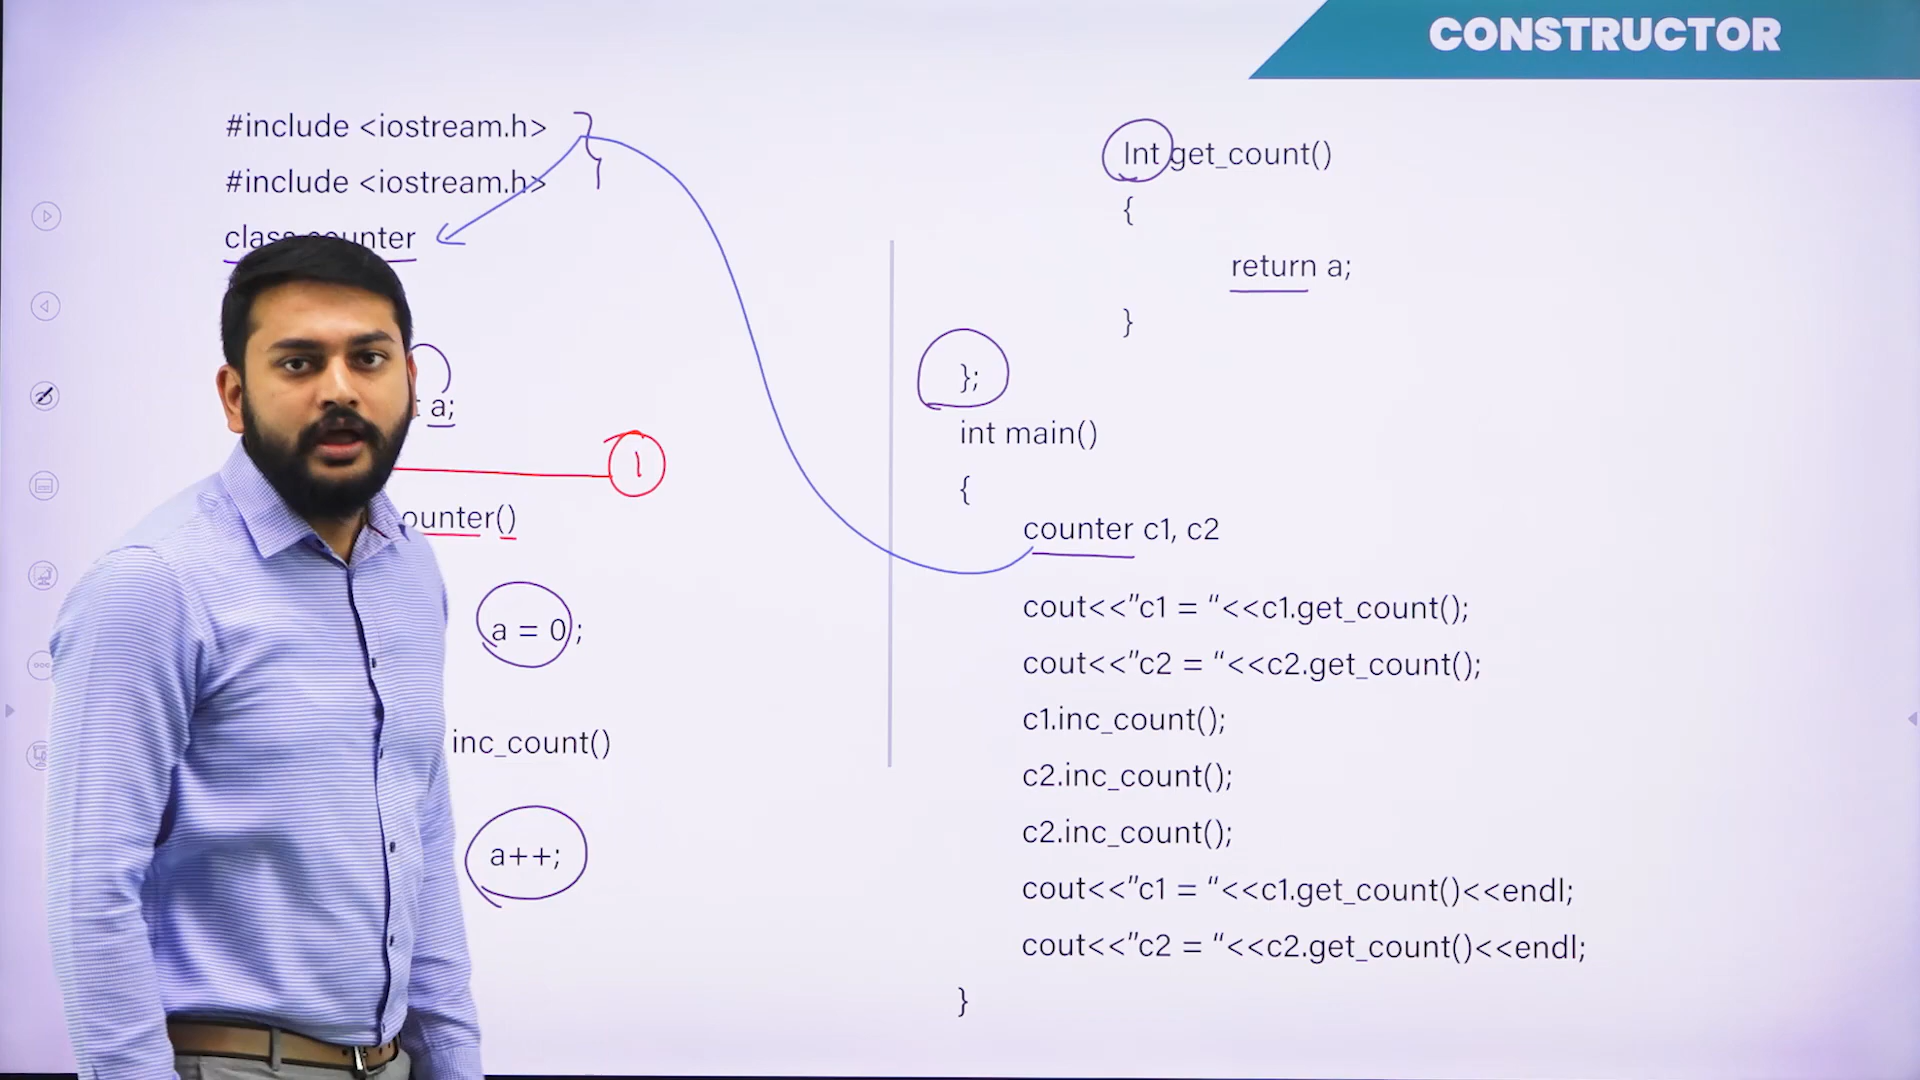 CONSTRUCTOR
#include <iostream.h>
#include <iostream.h>
class counter
a;
1
ounter()
a = 0;
inc_count()
a++;
Int get_count()
{
return a;
}
};
int main()
{
counter c1, c2
cout<<”c1 = “<<c1.get_count();
cout<<”c2 = “<<c2.get_count();
c1.inc_count();
c2.inc_count();
c2.inc_count();
cout<<”c1 = “<<c1.get_count()<<endl;
cout<<”c2 = “<<c2.get_count()<<endl;
}